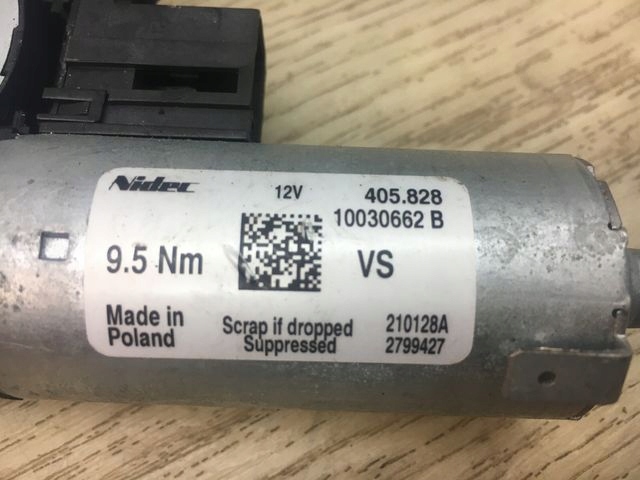 Nidec 12V 405.828
10030662 B
9.5 Nm VS
Made in Poland
Scrap if dropped
Suppressed
210128A
2799427